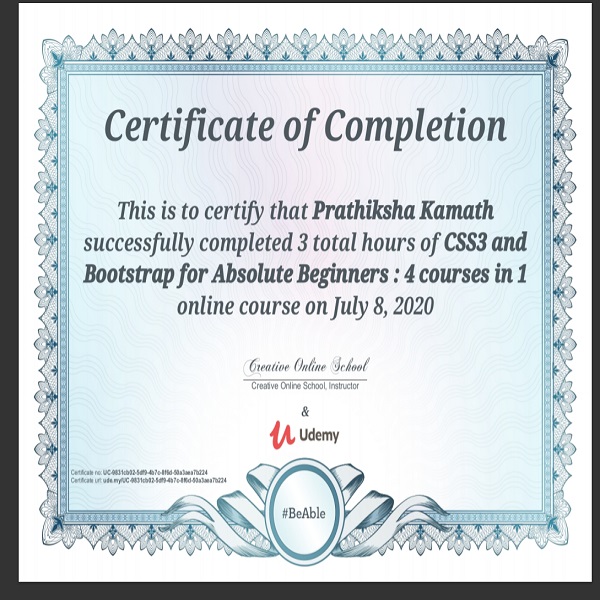 Certificate of Completion
This is to certify that Prathiksha Kamath
successfully completed 3 total hours of CSS3 and
Bootstrap for Absolute Beginners : 4 courses in 1
online course on July 8, 2020
Creative Online School
Creative Online School, Instructor
&
Udemy
Certificate no: UC-9831cb02-5df9-4b7c-8f6d-50a3aea7b224
Certificate url: ude.my/UC-9831cb02-5df9-4b7c-8f6d-50a3aea7b224
#BeAble